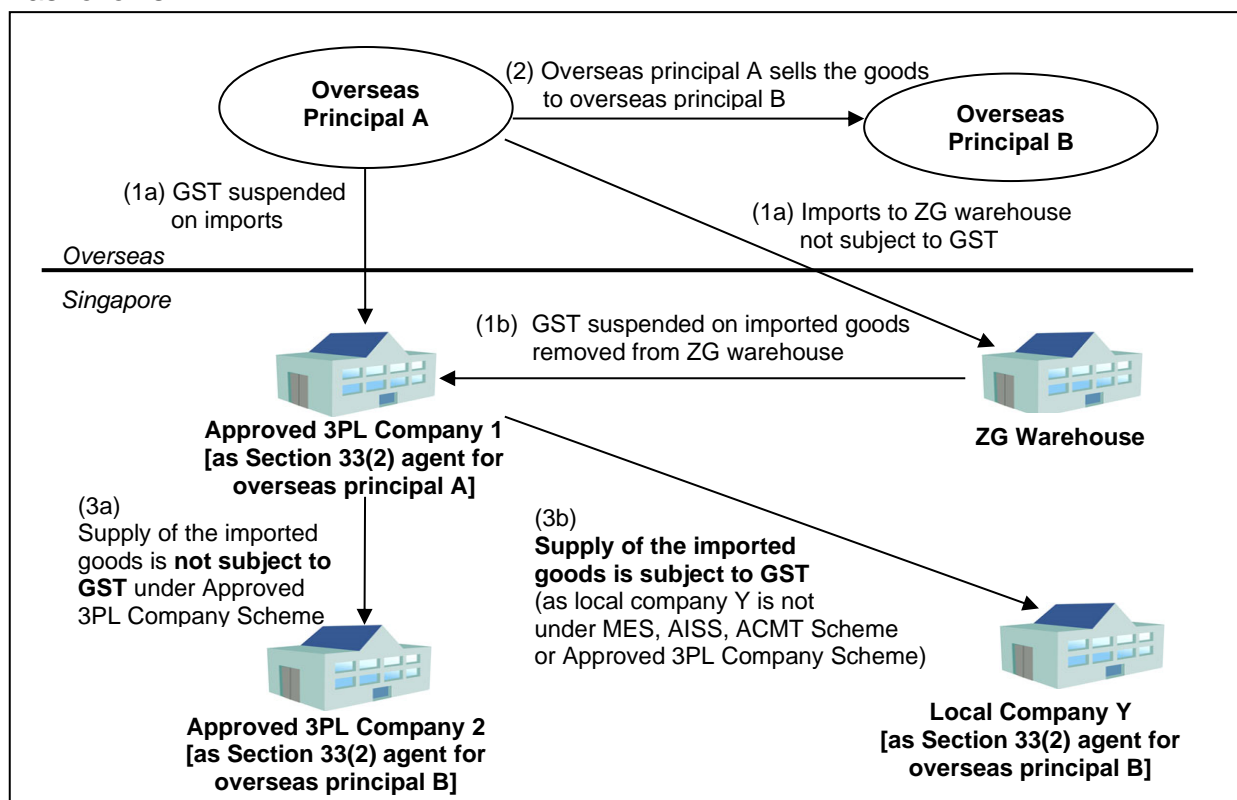 Overseas
Principal A
(2) Overseas principal A sells the goods
to overseas principal B
Overseas
Principal B
(1a) GST suspended
on imports
(1a) Imports to ZG warehouse
not subject to GST
Overseas
Singapore
(1b) GST suspended on imported goods
removed from ZG warehouse
Approved 3PL Company 1
[as Section 33(2) agent for
overseas principal A]
ZG Warehouse
(3a)
Supply of the imported
goods is not subject to
GST under Approved
3PL Company Scheme
(3b)
Supply of the imported
goods is subject to GST
(as local company Y is not
under MES, AISS, ACMT Scheme
or Approved 3PL Company Scheme)
Approved 3PL Company 2
[as Section 33(2) agent for
overseas principal B]
Local Company Y
[as Section 33(2) agent for
overseas principal B]